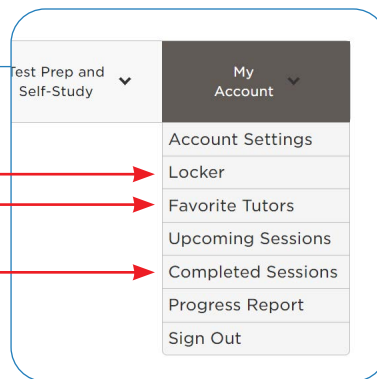 Test Prep and
Self-Study
My
Account
Account Settings
Locker
Favorite Tutors
Upcoming Sessions
Completed Sessions
Progress Report
Sign Out